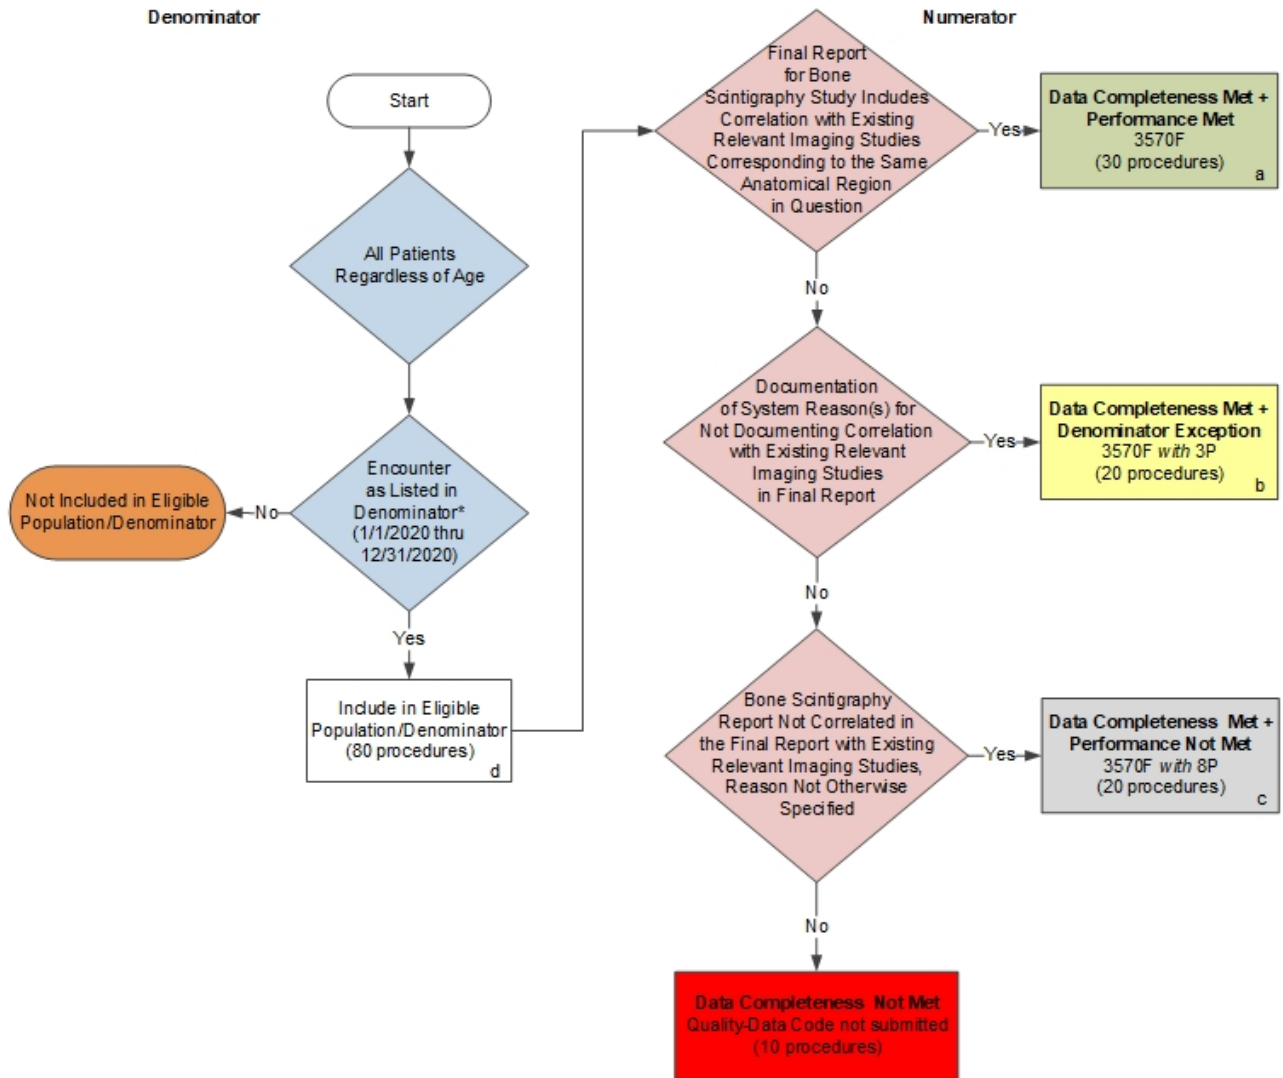 Denominator
Numerator
Start
All Patients
Regardless of Age
Encounter
as Listed in
Denominator*
(1/1/2020 thru
12/31/2020)
No
Not Included in Eligible
Population/Denominator
Yes
Include in Eligible
Population/Denominator
(80 procedures)
d
Final Report
for Bone
Scintigraphy Study Includes
Correlation with Existing
Relevant Imaging Studies
Corresponding to the Same
Anatomical Region
in Question
Yes
Data Completeness Met +
Performance Met
3570F
(30 procedures)
a
No
Documentation
of System Reason(s) for
Not Documenting Correlation
with Existing Relevant
Imaging Studies
in Final Report
Yes
Data Completeness Met +
Denominator Exception
3570F with 3P
(20 procedures)
b
No
Bone Scintigraphy
Report Not Correlated in
the Final Report with Existing
Relevant Imaging Studies,
Reason Not Otherwise
Specified
Yes
Data Completeness Met +
Performance Not Met
3570F with 8P
(20 procedures)
c
No
Data Completeness Not Met
Quality-Data Code not submitted
(10 procedures)